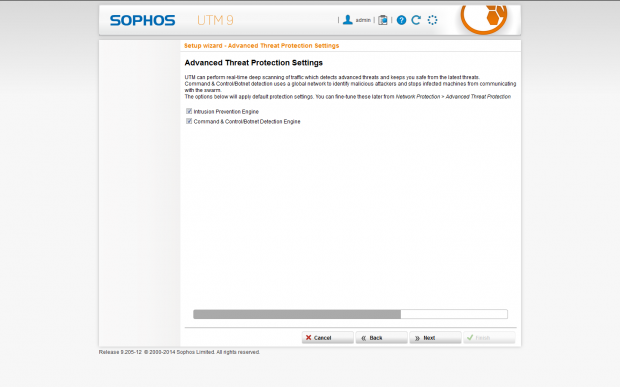 SOPHOS UTM 9 admin
Setup wizard - Advanced Threat Protection Settings
Advanced Threat Protection Settings
UTM can perform real-time deep scanning of traffic which detects advanced threats and keeps you safe from the latest threats.
Command & Control/Botnet detection uses a global network to identify malicious attackers and stops infected machines from communicating
with the swarm.
The options below will apply default protection settings. You can fine-tune these later from Network Protection > Advanced Threat Protection
Intrusion Prevention Engine
Command & Control/Botnet Detection Engine
Cancel Back Next Finish
Release 9.205-12 © 2000-2014 Sophos Limited. All rights reserved.